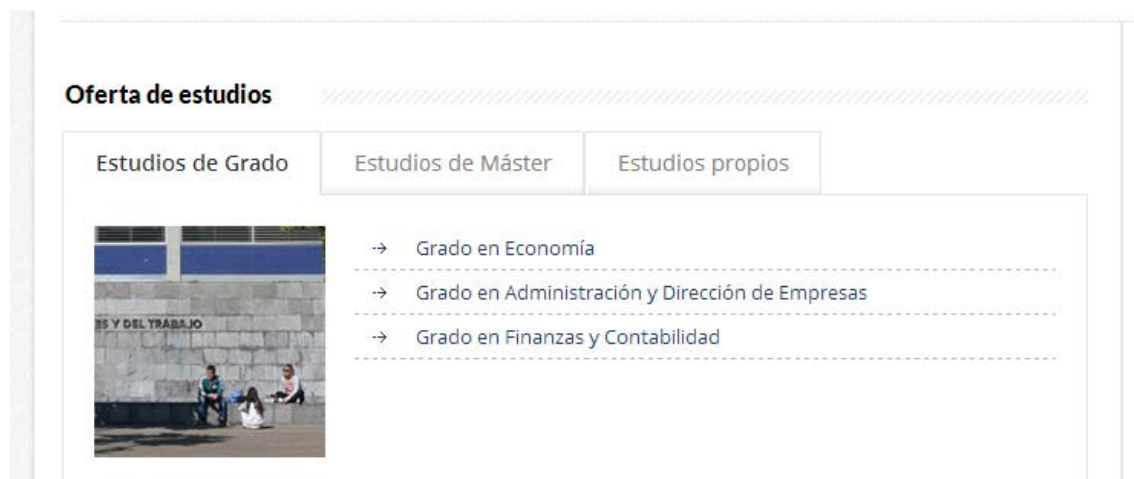 Oferta de estudios
Estudios de Grado
Estudios de Máster
Estudios propios
Grado en Economía
Grado en Administración y Dirección de Empresas
Grado en Finanzas y Contabilidad
Y DEL TRABAJO